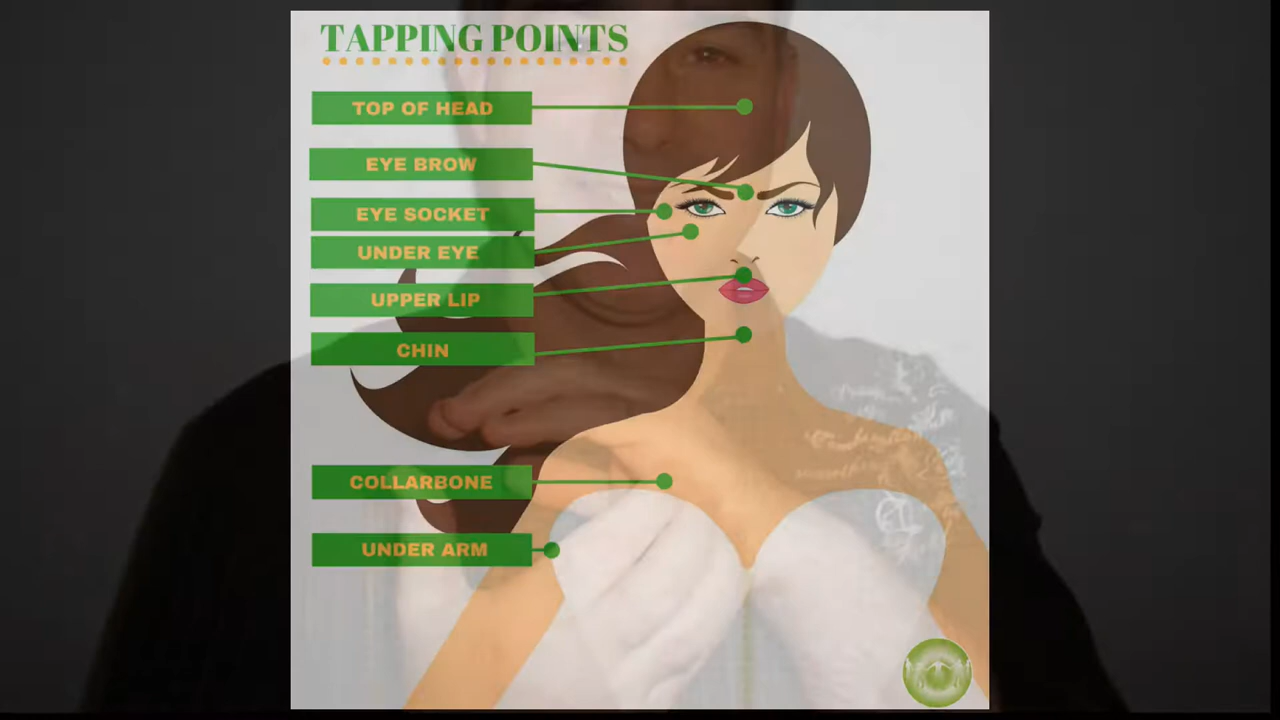 TAPPING POINTS
TOP OF HEAD
EYE BROW
EYE SOCKET
UNDER EYE
UPPER LIP
CHIN
COLLARBONE
UNDER ARM